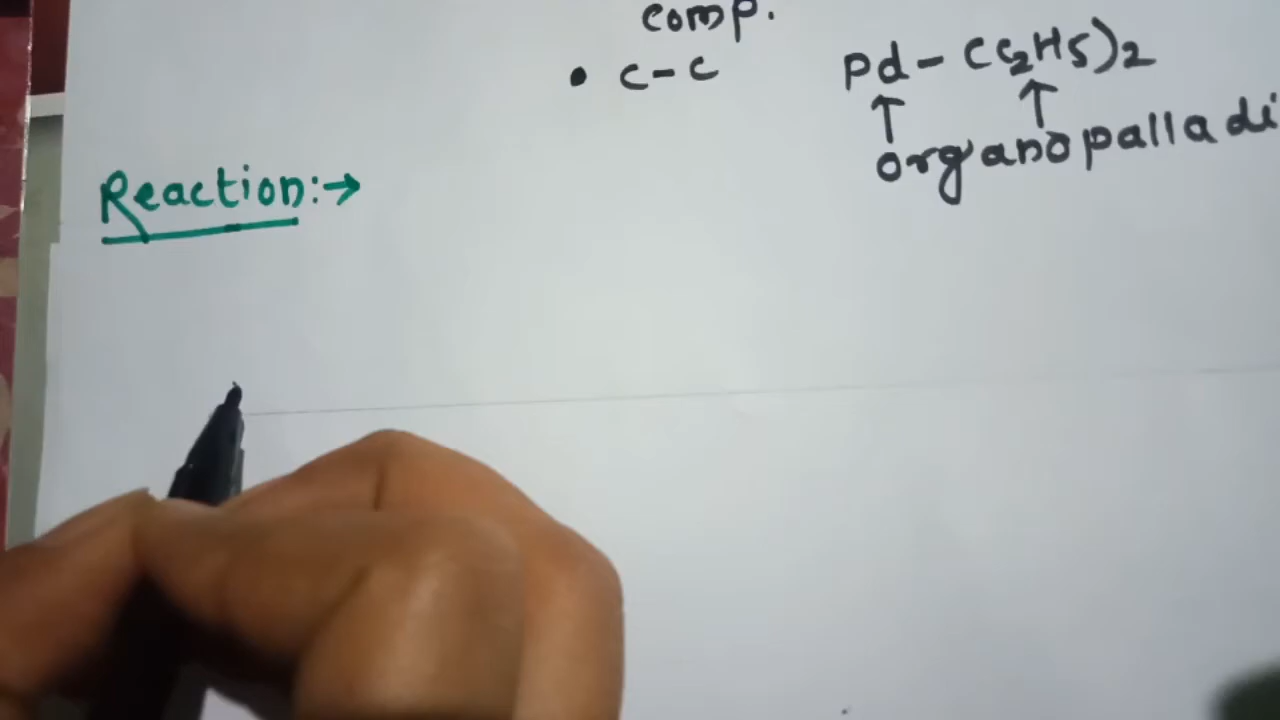 comp.
• C-C
Pd-(C2H5)2
organopalladi
Reaction:→